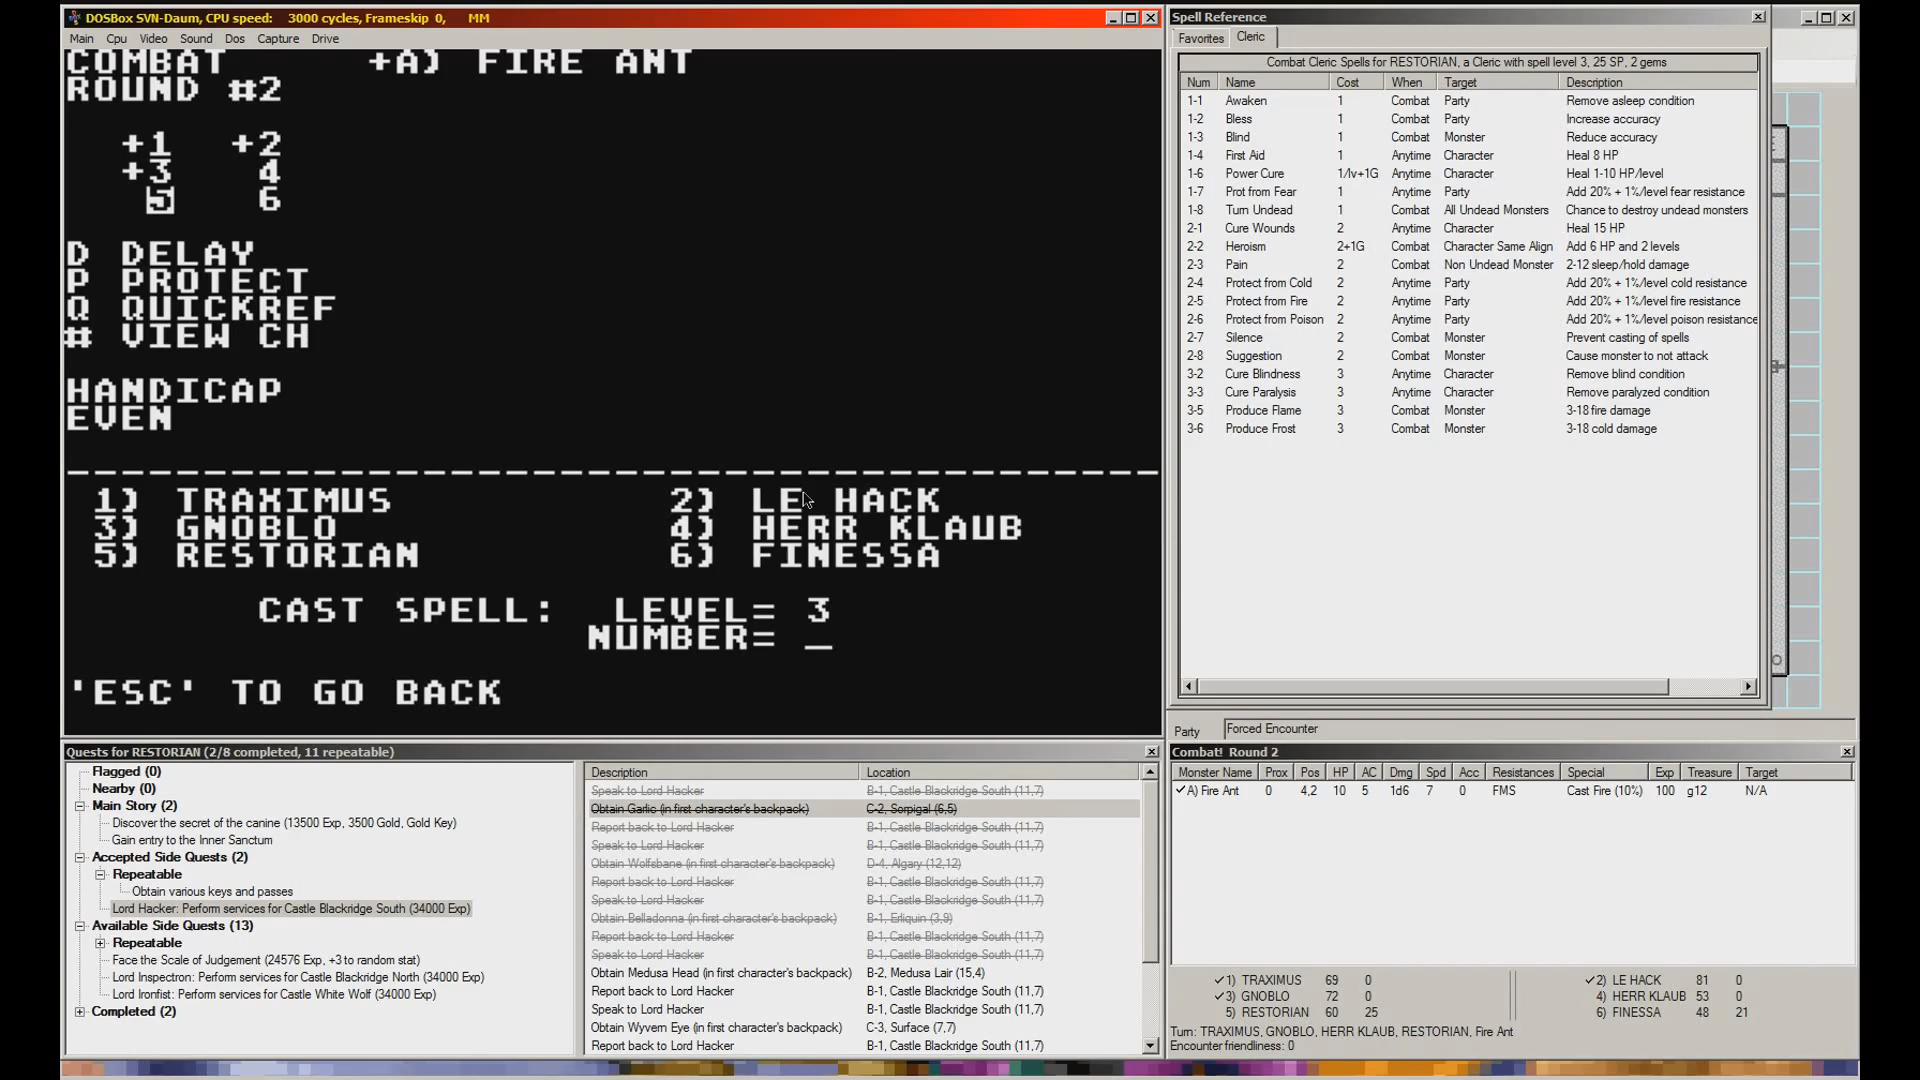 DOSBox SVN-Daum, CPU speed: 3000 cycles, Frameskip 0, MM
Main Cpu Video Sound Dos Capture Drive
COMBAT +A) FIRE ANT
ROUND #2
+1 +2
+3 4
5 6
D DELAY
P PROTECT
Q QUICKREF
# VIEW CH
HANDICAP
EVEN
1) TRAXIMUS 2) LE HACK
3) GNOBLO 4) HERR KLAUB
5) RESTORIAN 6) FINESSA
CAST SPELL: LEVEL= 3
NUMBER= _
'ESC' TO GO BACK
Spell Reference
Favorites Cleric
Combat Cleric Spells for RESTORIAN, a Cleric with spell level 3, 25 SP, 2 gems
Num Name Cost When Target Description
1-1 Awaken 1 Combat Party Remove asleep condition
1-2 Bless 1 Combat Party Increase accuracy
1-3 Blind 1 Combat Monster Reduce accuracy
1-4 First Aid 1 Anytime Character Heal 8 HP
1-6 Power Cure 1/lv+1G Anytime Character Heal 1-10 HP/level
1-7 Prot from Fear 1 Anytime Party Add 20% + 1%/level fear resistance
1-8 Turn Undead 1 Combat All Undead Monsters Chance to destroy undead monsters
2-1 Cure Wounds 2 Anytime Character Heal 15 HP
2-2 Heroism 2+1G Combat Character Same Align Add 6 HP and 2 levels
2-3 Pain 2 Combat Non Undead Monster 2-12 sleep/hold damage
2-4 Protect from Cold 2 Anytime Party Add 20% + 1%/level cold resistance
2-5 Protect from Fire 2 Anytime Party Add 20% + 1%/level fire resistance
2-6 Protect from Poison 2 Anytime Party Add 20% + 1%/level poison resistance
2-7 Silence 2 Combat Monster Prevent casting of spells
2-8 Suggestion 2 Combat Monster Cause monster to not attack
3-2 Cure Blindness 3 Anytime Character Remove blind condition
3-3 Cure Paralysis 3 Anytime Character Remove paralyzed condition
3-5 Produce Flame 3 Combat Monster 3-18 fire damage
3-6 Produce Frost 3 Combat Monster 3-18 cold damage
Party Forced Encounter
Quests for RESTORIAN (2/8 completed, 11 repeatable)
Flagged (0)
Nearby (0)
Main Story (2)
Discover the secret of the canine (13500 Exp, 3500 Gold, Gold Key)
Gain entry to the Inner Sanctum
Accepted Side Quests (2)
Repeatable
Obtain various keys and passes
Lord Hacker: Perform services for Castle Blackridge South (34000 Exp)
Available Side Quests (13)
Repeatable
Face the Scale of Judgement (24576 Exp, +3 to random stat)
Lord Inspectron: Perform services for Castle Blackridge North (34000 Exp)
Lord Ironfist: Perform services for Castle White Wolf (34000 Exp)
Completed (2)
Description Location
Speak to Lord Hacker B-1, Castle Blackridge South (11,7)
Obtain Garlic (in first character's backpack) C-2, Sorpigal (6,5)
Report back to Lord Hacker B-1, Castle Blackridge South (11,7)
Speak to Lord Hacker B-1, Castle Blackridge South (11,7)
Obtain Wolfsbane (in first character's backpack) D-4, Algary (12,12)
Report back to Lord Hacker B-1, Castle Blackridge South (11,7)
Speak to Lord Hacker B-1, Castle Blackridge South (11,7)
Obtain Belladonna (in first character's backpack) B-1, Erliquin (3,9)
Report back to Lord Hacker B-1, Castle Blackridge South (11,7)
Speak to Lord Hacker B-1, Castle Blackridge South (11,7)
Obtain Medusa Head (in first character's backpack) B-2, Medusa Lair (15,4)
Report back to Lord Hacker B-1, Castle Blackridge South (11,7)
Speak to Lord Hacker B-1, Castle Blackridge South (11,7)
Obtain Wyvern Eye (in first character's backpack) C-3, Surface (7,7)
Report back to Lord Hacker B-1, Castle Blackridge South (11,7)
Combat! Round 2
Monster Name Prox Pos HP AC Dmg Spd Acc Resistances Special Exp Treasure Target
A) Fire Ant 0 4,2 10 5 1d6 7 0 FMS Cast Fire (10%) 100 g12 N/A
1) TRAXIMUS 69 0 2) LE HACK 81 0
3) GNOBLO 72 0 4) HERR KLAUB 53 0
5) RESTORIAN 60 25 6) FINESSA 48 21
Turn: TRAXIMUS, GNOBLO, HERR KLAUB, RESTORIAN, Fire Ant
Encounter friendliness: 0